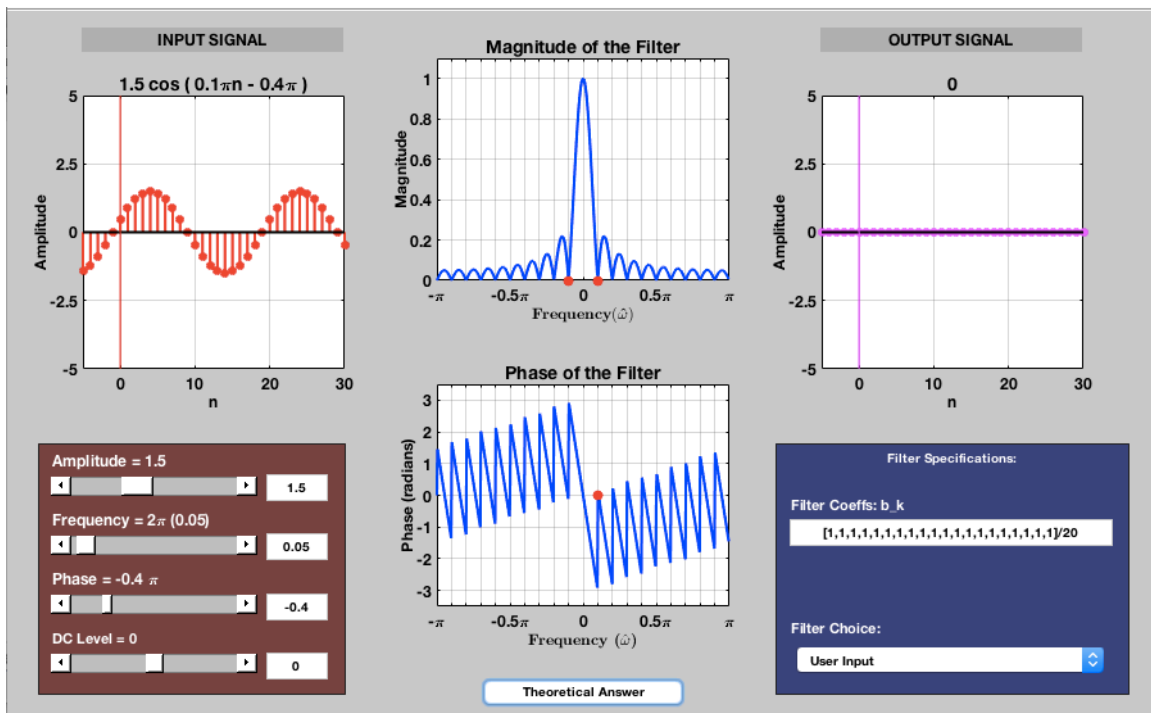 INPUT SIGNAL
1.5 cos ( 0.1πn - 0.4π )
5
2.5
0
-2.5
-5
Amplitude
0
10
20
30
n
Magnitude of the Filter
1
0.8
0.6
0.4
0.2
0
Magnitude
-π
-0.5π
0
0.5π
π
Frequency(ω̂)
OUTPUT SIGNAL
0
5
2.5
0
-2.5
-5
Amplitude
0
10
20
30
n
Phase of the Filter
3
2
1
0
-1
-2
-3
Phase (radians)
-π
-0.5π
0
0.5π
π
Frequency (ω̂)
Amplitude = 1.5
1.5
Frequency = 2π (0.05)
0.05
Phase = -0.4 π
-0.4
DC Level = 0
0
Theoretical Answer
Filter Specifications:
Filter Coeffs: b_k
[1,1,1,1,1,1,1,1,1,1,1,1,1,1,1,1,1,1,1,1]/20
Filter Choice:
User Input